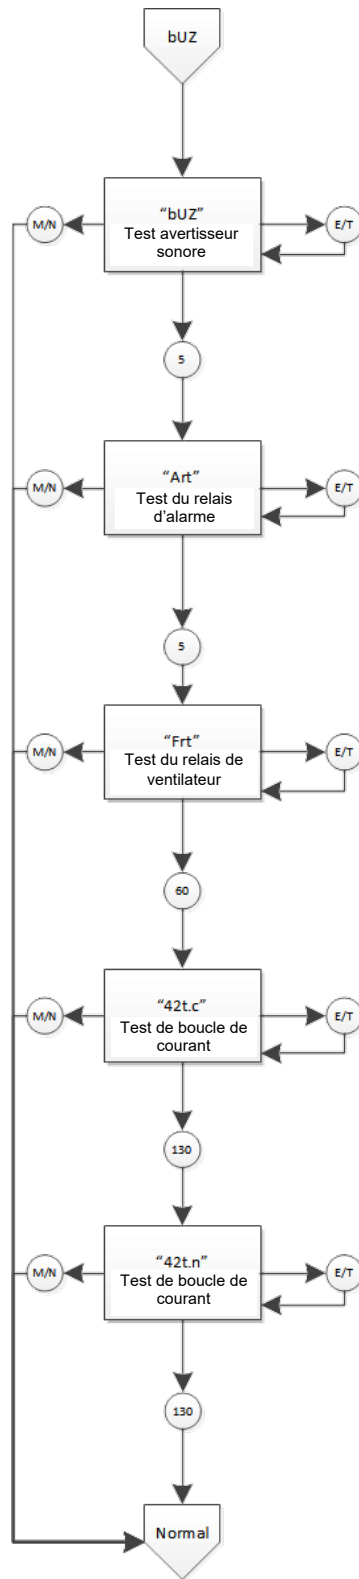 bUZ
“bUZ”
Test avertisseur
sonore
M/N
E/T
5
“Art”
Test du relais
d’alarme
M/N
E/T
5
“Frt”
Test du relais de
ventilateur
M/N
E/T
60
“42t.c”
Test de boucle de
courant
M/N
E/T
130
“42t.n”
Test de boucle de
courant
M/N
E/T
130
Normal